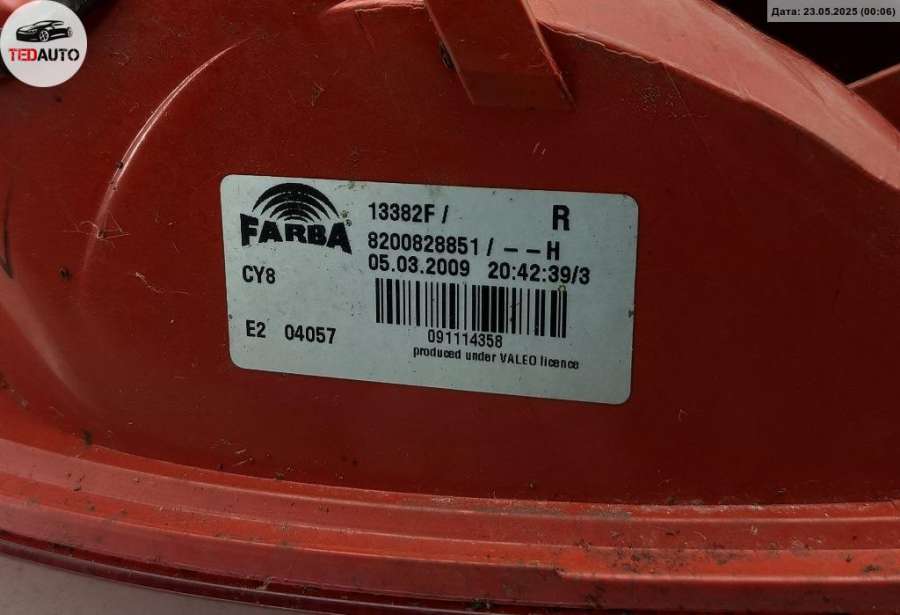 TEDAUTO
Дата: 23.05.2025 (00:06)
FARBA
13382F / R
8200828851 / – – H
05.03.2009 20:42:39/3
CY8
E2 04057
091114358
produced under VALEO licence